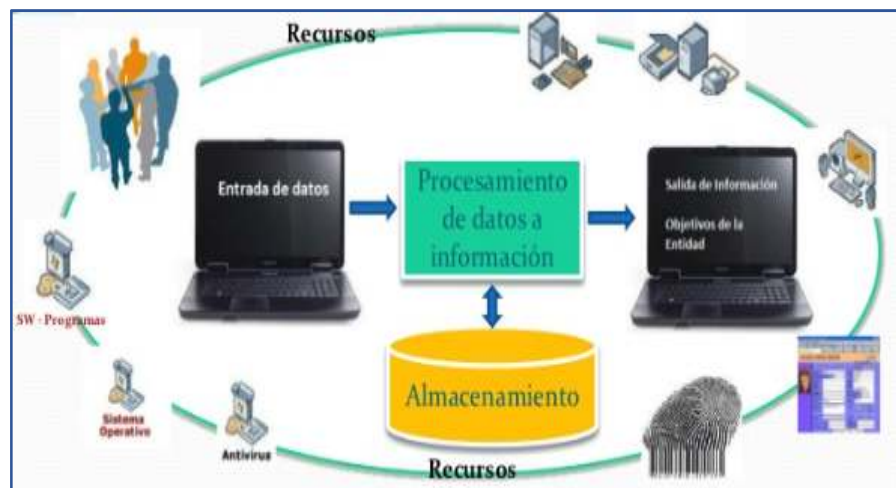 Recursos
Entrada de datos
Procesamiento
de datos a
información
Salida de Información
Objetivos de la
Entidad
SW - Programas
Almacenamiento
Sistema
Operativo
Antivirus
Recursos